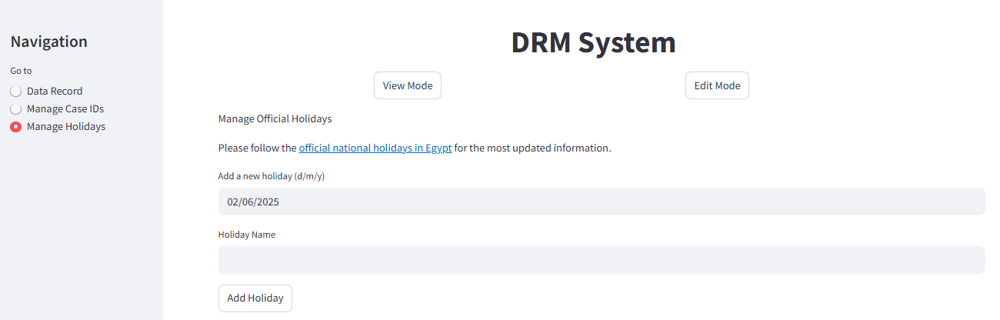 Navigation
Go to
Data Record
Manage Case IDs
Manage Holidays
DRM System
View Mode
Edit Mode
Manage Official Holidays
Please follow the official national holidays in Egypt for the most updated information.
Add a new holiday (d/m/y)
02/06/2025
Holiday Name
Add Holiday